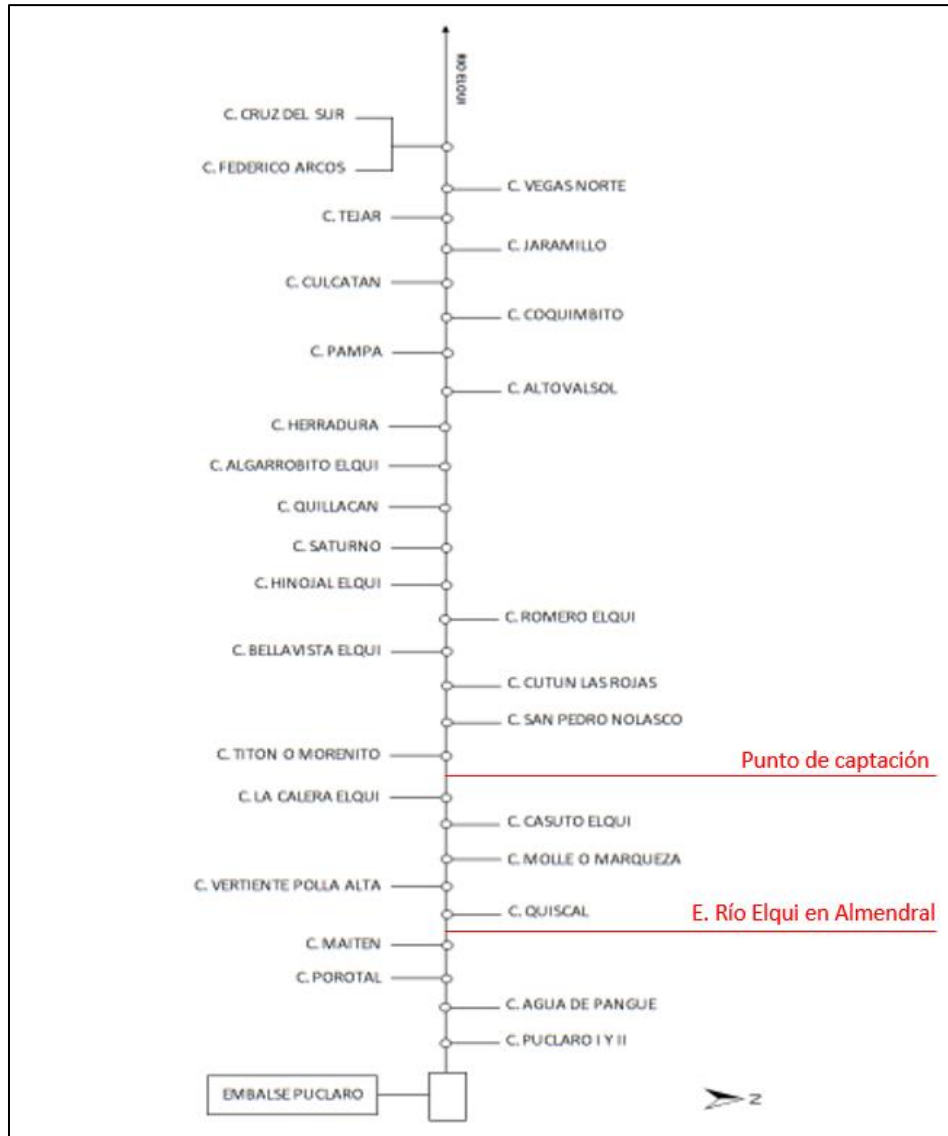 RIO ELQUI
C. CRUZ DEL SUR
C. FEDERICO ARCOS
C. VEGAS NORTE
C. TEJAR
C. JARAMILLO
C. CULCATAN
C. COQUIMBITO
C. PAMPA
C. ALTOVALSOL
C. HERRADURA
C. ALGARROBITO ELQUI
C. QUILLACAN
C. SATURNO
C. HINOJAL ELQUI
C. ROMERO ELQUI
C. BELLAVISTA ELQUI
C. CUTUN LAS ROJAS
C. SAN PEDRO NOLASCO
C. TITON O MORENITO
Punto de captación
C. LA CALERA ELQUI
C. CASUTO ELQUI
C. MOLLE O MARQUEZA
C. VERTIENTE POLLA ALTA
C. QUISCAL
E. Río Elqui en Almendral
C. MAITEN
C. POROTAL
C. AGUA DE PANGUE
C. PUCLARO I Y II
EMBALSE PUCLARO
N